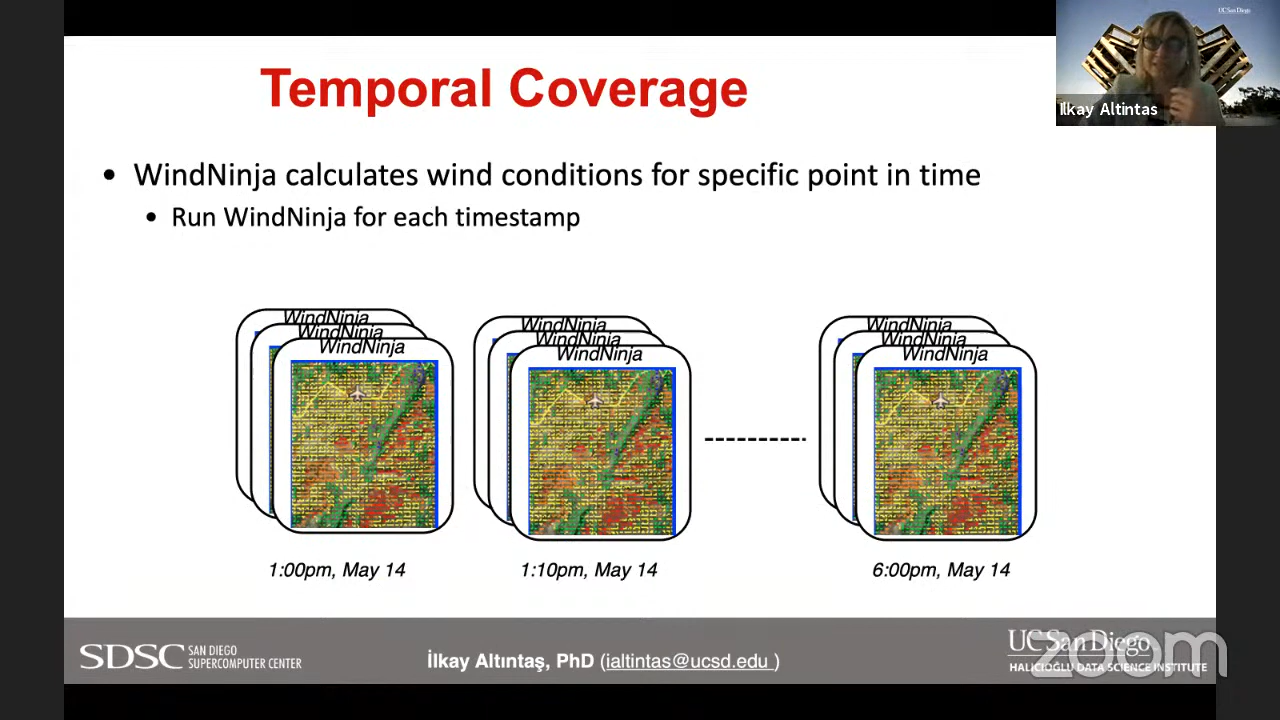 UC San Diego
Ilkay Altintas
Temporal Coverage
• WindNinja calculates wind conditions for specific point in time
• Run WindNinja for each timestamp
WindNinja
WindNinja
WindNinja
WindNinja
WindNinja
WindNinja
WindNinja
WindNinja
WindNinja
1:00pm, May 14
1:10pm, May 14
6:00pm, May 14
SDSC SAN DIEGO
SUPERCOMPUTER CENTER
İlkay Altıntaş, PhD (ialtintas@ucsd.edu )
UC San Diego
HALICIOĞLU DATA SCIENCE INSTITUTE
zoom